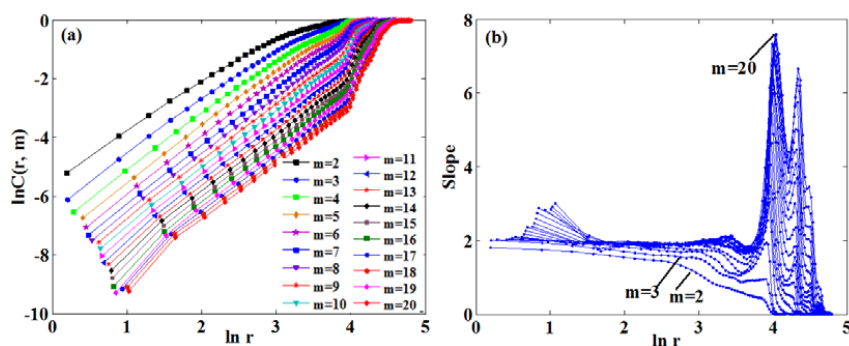 (a)
lnC(r, m)
0
-2
-4
-6
-8
-10
0
1
2
3
4
5
ln r
m=2
m=3
m=4
m=5
m=6
m=7
m=8
m=9
m=10
m=11
m=12
m=13
m=14
m=15
m=16
m=17
m=18
m=19
m=20
(b)
Slope
8
6
4
2
0
0
1
2
3
4
5
ln r
m=20
m=3
m=2